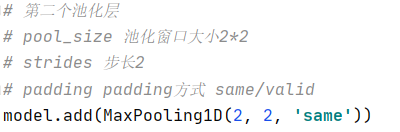 # 第二个池化层
# pool_size 池化窗口大小2*2
# strides 步长2
# padding padding方式 same/valid
model.add(MaxPooling1D(2, 2, 'same'))